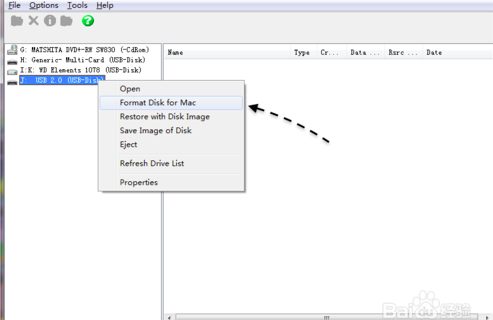 File Options Tools Help
G: MATSHITA DVD+-RW SW830 (-CdRom)
H: Generic- Multi-Card (USB-Disk)
I:K: WD Elements 1078 (USB-Disk)
J: USB 2.0 (USB-Disk)
Name Type Cr... Data ... Rsrc ... Date
Open
Format Disk for Mac
Restore with Disk Image
Save Image of Disk
Eject
Refresh Drive List
Properties
Baidu 经验